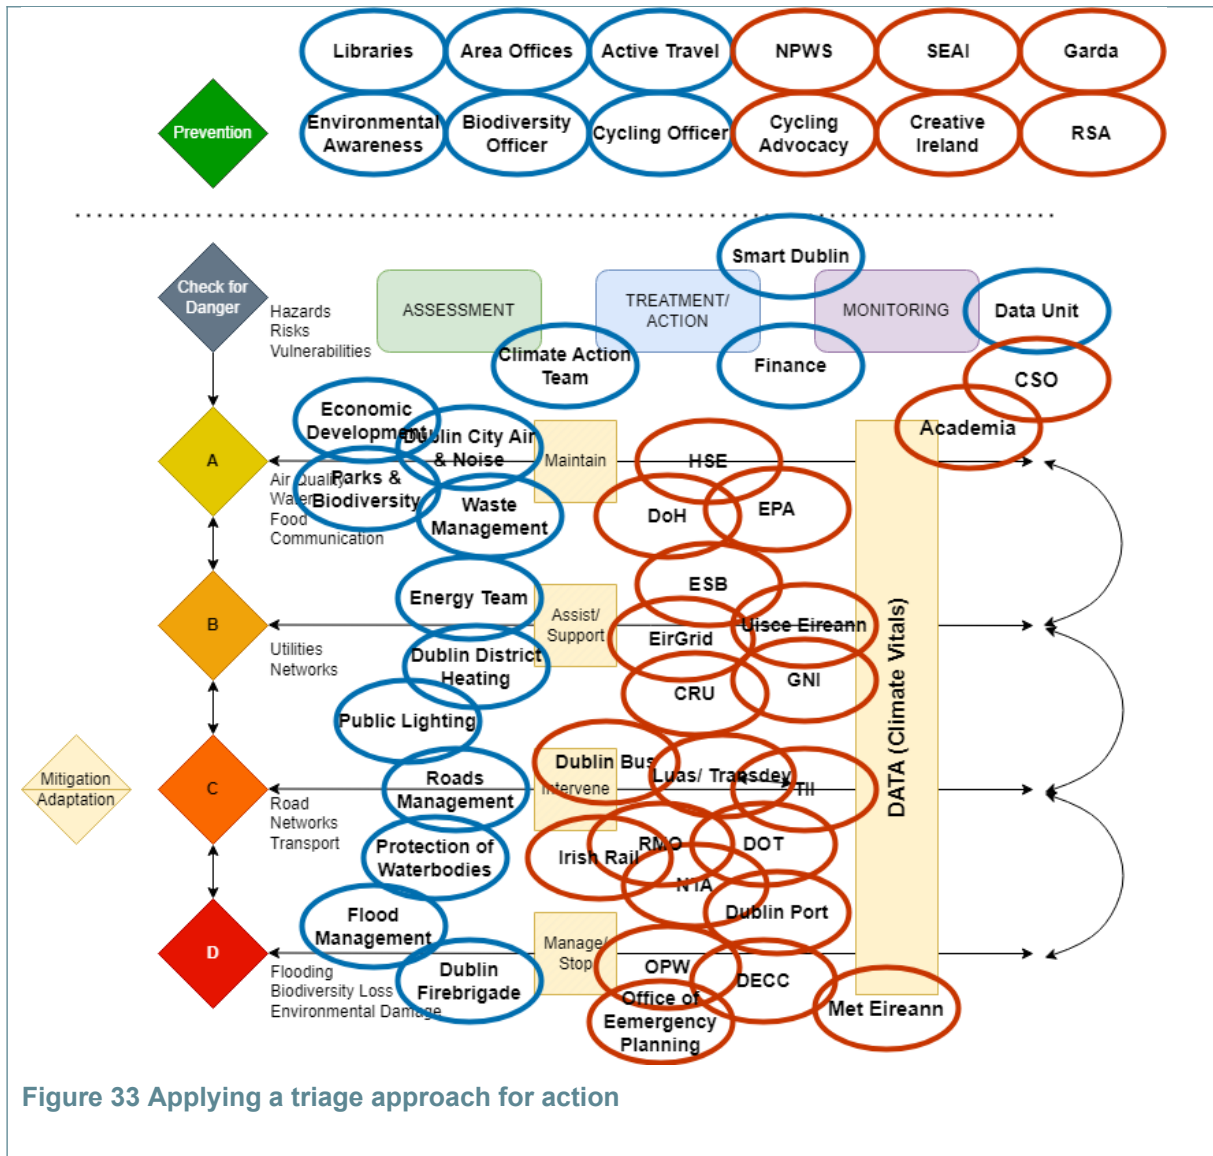 Libraries
Area Offices
Active Travel
NPWS
SEAI
Garda
Prevention
Environmental
Awareness
Biodiversity
Officer
Cycling Officer
Cycling
Advocacy
Creative
Ireland
RSA
Smart Dublin
Check for
Danger
Hazards
Risks
Vulnerabilities
ASSESSMENT
TREATMENT/
ACTION
MONITORING
Data Unit
Climate Action
Team
Finance
CSO
Economic
Development
Dublin City Air
& Noise
Academia
A
Maintain
HSE
Air Quality
Water
Food
Communication
Parks &
Biodiversity
Waste
Management
DoH
EPA
ESB
Energy Team
B
Assist/
Support
EirGrid
Uisce Eireann
Utilities
Networks
Dublin District
Heating
CRU
GNI
DATA (Climate Vitals)
Public Lighting
Mitigation
Adaptation
C
Road
Networks
Transport
Roads
Management
Dublin Bus
Intervene
Luas/ Transdev
TII
Protection of
Waterbodies
Irish Rail
RMO
DOT
NTA
Flood
Management
Dublin Port
D
Manage/
Stop
OPW
DECC
Flooding
Biodiversity Loss
Environmental Damage
Dublin
Firebrigade
Office of
Eemergency
Planning
Met Eireann
Figure 33 Applying a triage approach for action